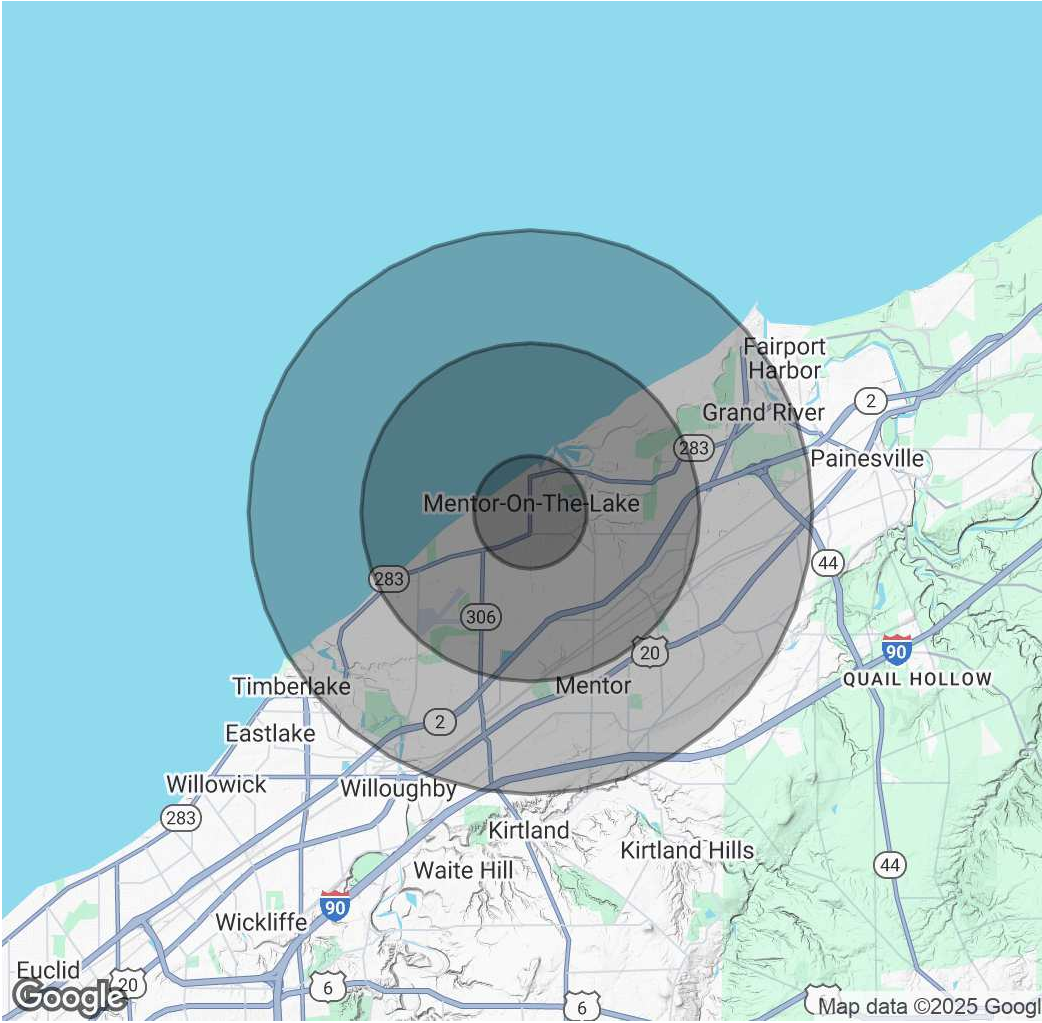 Fairport
Harbor
2
Grand River
283
Painesville
Mentor-On-The-Lake
44
283
306
90
20
QUAIL HOLLOW
Timberlake
Mentor
2
Eastlake
Willowick
Willoughby
283
Kirtland
Kirtland Hills
Waite Hill
44
90
Wickliffe
Euclid
20
6
Google
6
Map data ©2025 Googl